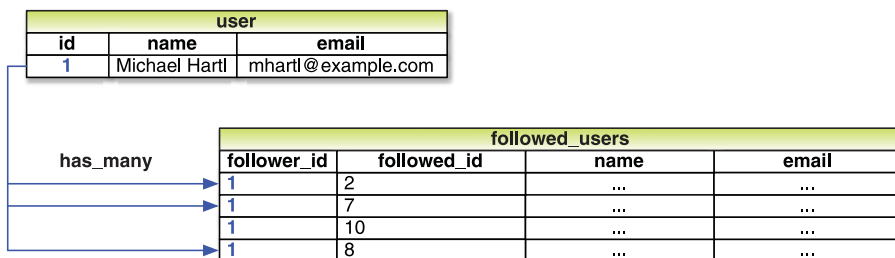 user
id name email
1 Michael Hartl mhartl@example.com
followed_users
has_many follower_id followed_id name email
1 2 ... ...
1 7 ... ...
1 10 ... ...
1 8 ... ...